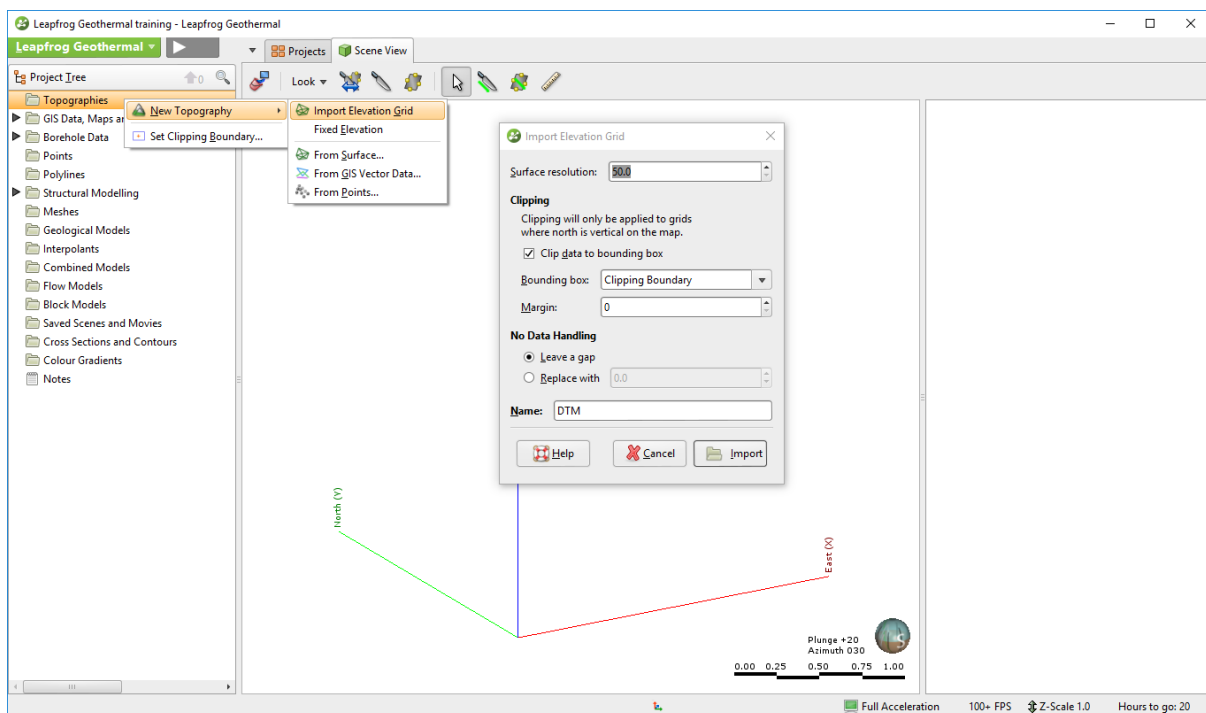 Leapfrog Geothermal training - Leapfrog Geothermal
Leapfrog Geothermal
Projects
Scene View
Project Tree
0
Look
Topographies
GIS Data, Maps an
Borehole Data
Points
Polylines
Structural Modelling
Meshes
Geological Models
Interpolants
Combined Models
Flow Models
Block Models
Saved Scenes and Movies
Cross Sections and Contours
Colour Gradients
Notes
New Topography
Set Clipping Boundary...
Import Elevation Grid
Fixed Elevation
From Surface...
From GIS Vector Data...
From Points...
Import Elevation Grid
Surface resolution: 50.0
Clipping
Clipping will only be applied to grids
where north is vertical on the map.
Clip data to bounding box
Bounding box: Clipping Boundary
Margin: 0
No Data Handling
Leave a gap
Replace with 0.0
Name: DTM
Help
Cancel
Import
North (Y)
East (X)
Plunge +20
Azimuth 030
0.00 0.25 0.50 0.75 1.00
Full Acceleration 100+ FPS Z-Scale 1.0 Hours to go: 20